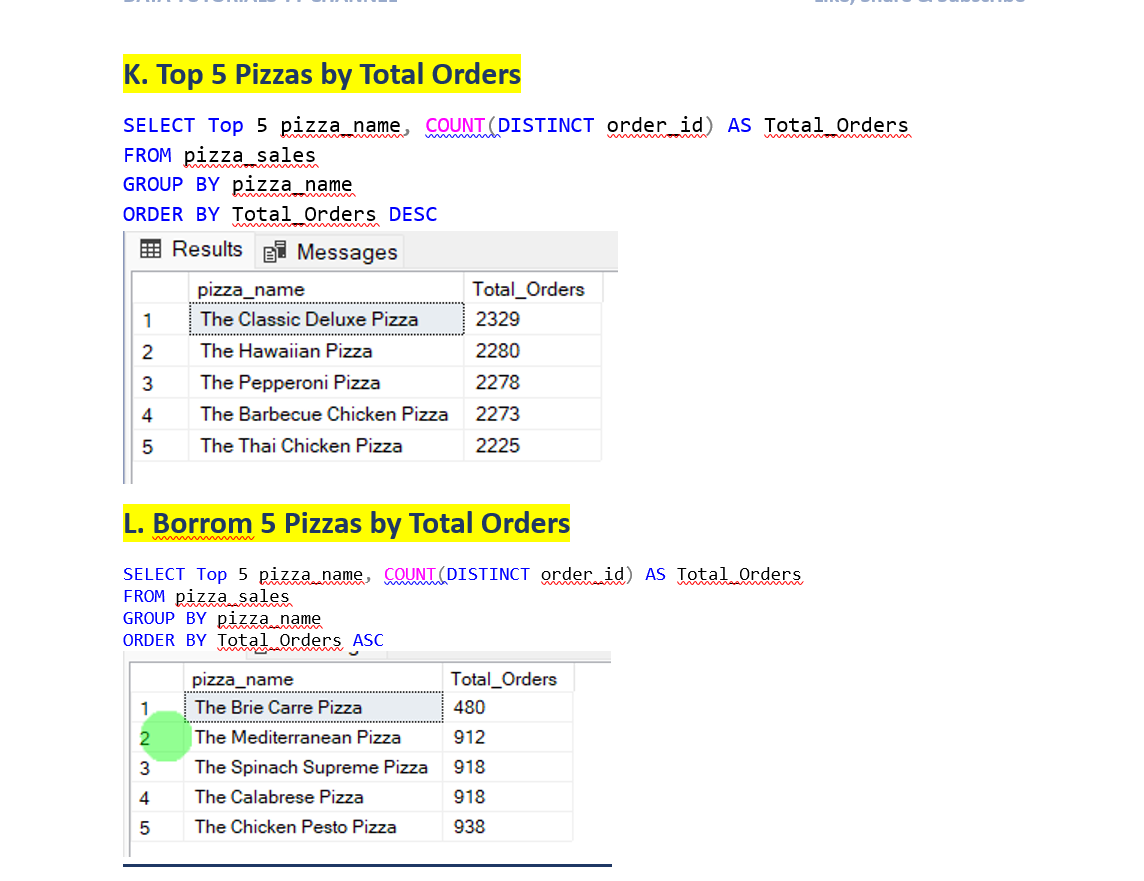 K. Top 5 Pizzas by Total Orders
SELECT Top 5 pizza_name, COUNT(DISTINCT order_id) AS Total_Orders
FROM pizza_sales
GROUP BY pizza_name
ORDER BY Total_Orders DESC
Results Messages
pizza_name Total_Orders
1 The Classic Deluxe Pizza 2329
2 The Hawaiian Pizza 2280
3 The Pepperoni Pizza 2278
4 The Barbecue Chicken Pizza 2273
5 The Thai Chicken Pizza 2225
L. Borrom 5 Pizzas by Total Orders
SELECT Top 5 pizza_name, COUNT(DISTINCT order_id) AS Total_Orders
FROM pizza_sales
GROUP BY pizza_name
ORDER BY Total_Orders ASC
pizza_name Total_Orders
1 The Brie Carre Pizza 480
2 The Mediterranean Pizza 912
3 The Spinach Supreme Pizza 918
4 The Calabrese Pizza 918
5 The Chicken Pesto Pizza 938